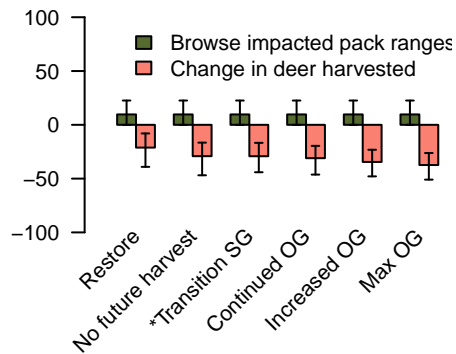 100
50
0
−50
−100
Browse impacted pack ranges
Change in deer harvested
Restore
No future harvest
*Transition SG
Continued OG
Increased OG
Max OG